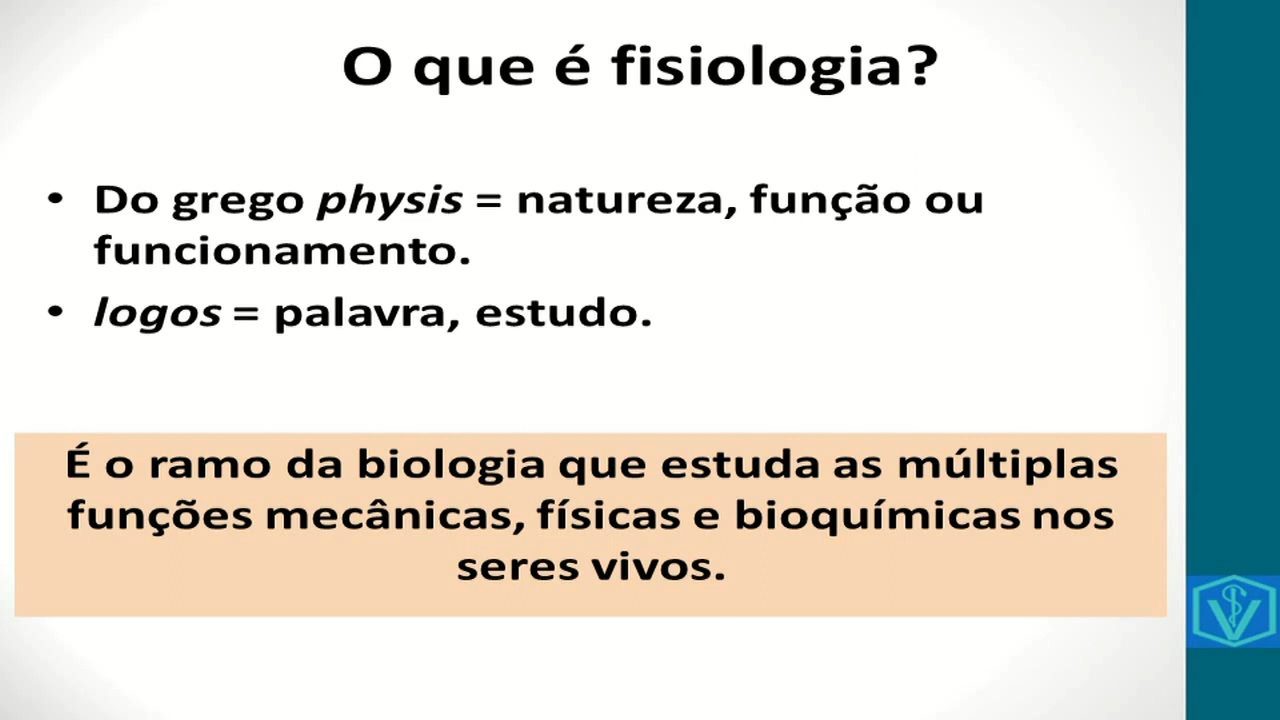 O que é fisiologia?
• Do grego physis = natureza, função ou
funcionamento.
• logos = palavra, estudo.
É o ramo da biologia que estuda as múltiplas
funções mecânicas, físicas e bioquímicas nos
seres vivos.